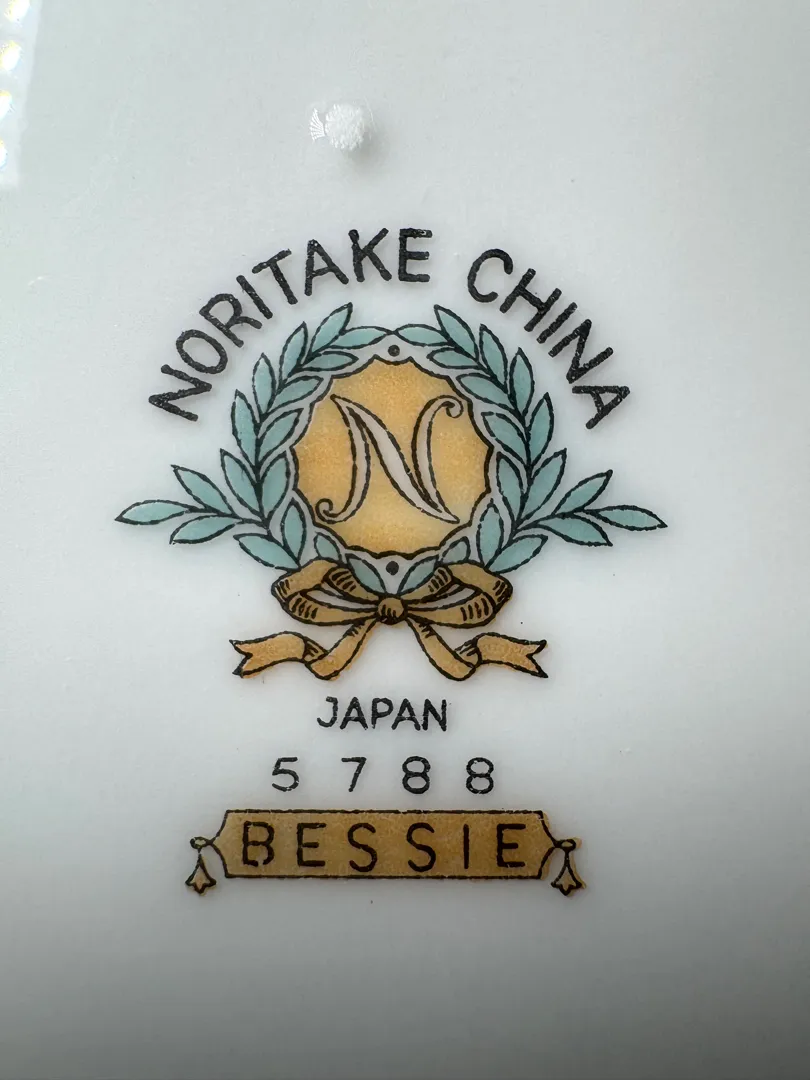 NORITAKE CHINA
N
JAPAN
5788
BESSIE